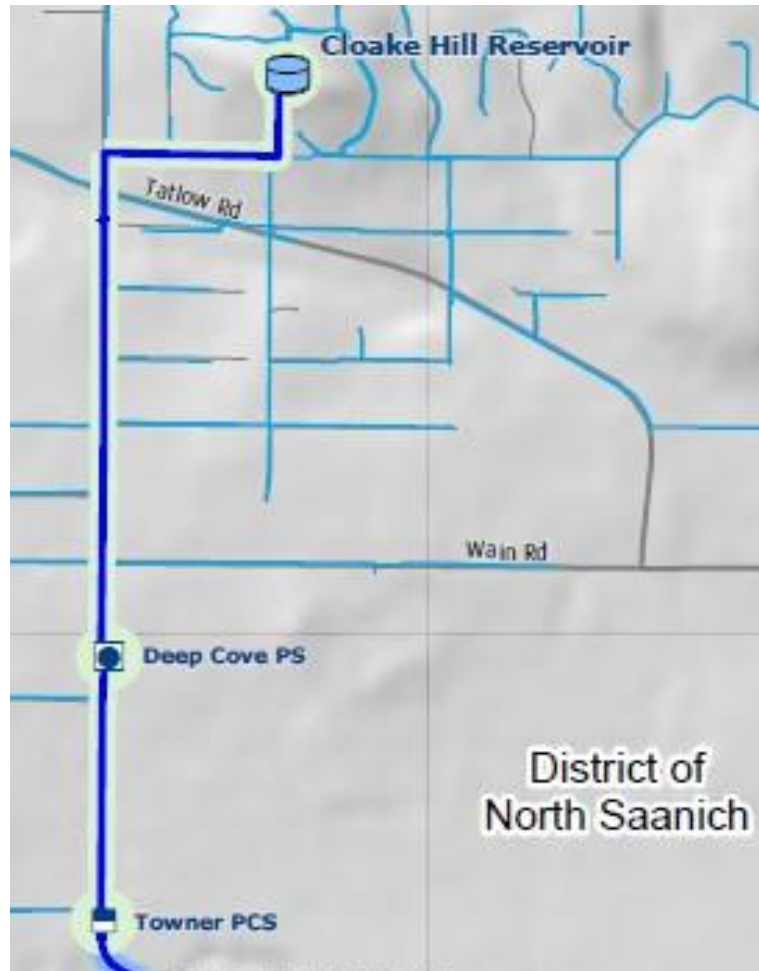 Cloake Hill Reservoir
Tatlow Rd
Wain Rd
Deep Cove PS
District of
North Saanich
Towner PCS